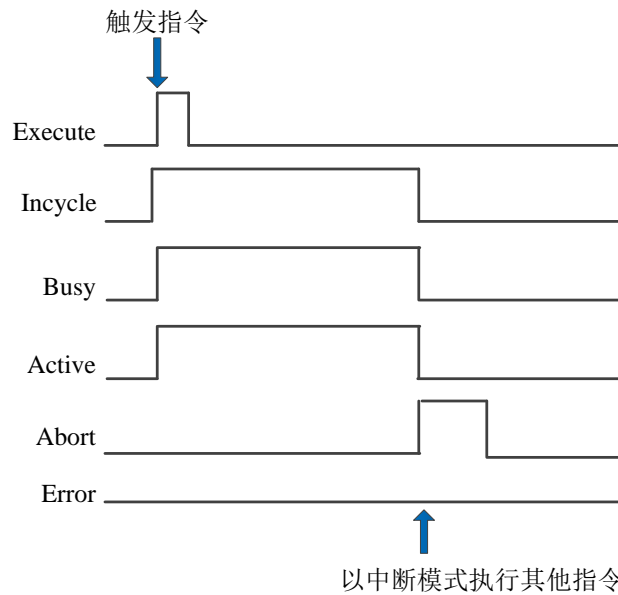 触发指令
Execute
Incycle
Busy
Active
Abort
Error
以中断模式执行其他指令